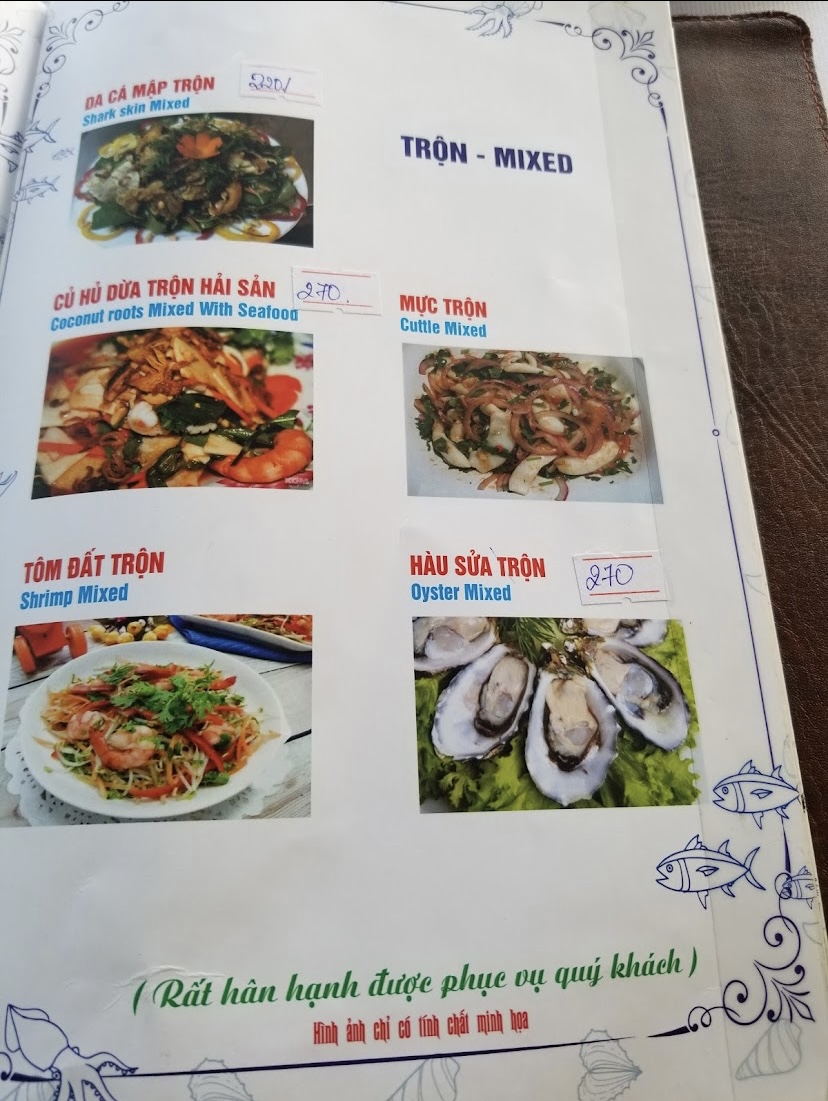 DA CÁ MẬP TRỘN
220/
Shark skin Mixed
TRỘN - MIXED
CỦ HỦ DỪA TRỘN HẢI SẢN
270.
Coconut roots Mixed With Seafood
MỰC TRỘN
Cuttle Mixed
TÔM ĐẤT TRỘN
Shrimp Mixed
HÀU SỬA TRỘN
270
Oyster Mixed
( Rất hân hạnh được phục vụ quý khách )
Hình ảnh chỉ có tính chất minh họa